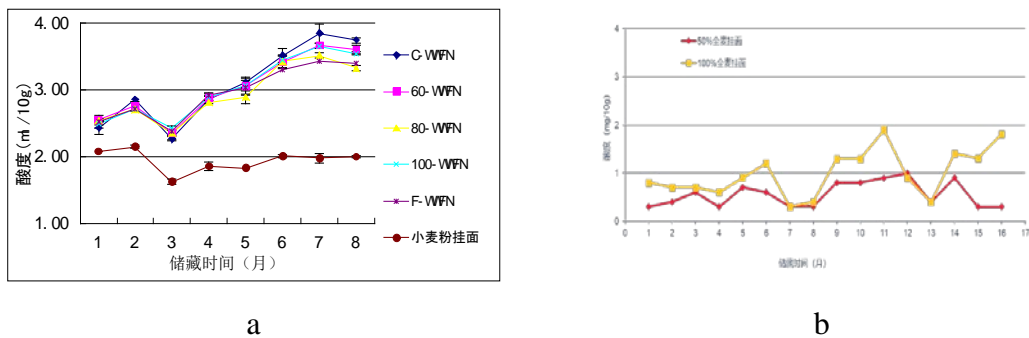 4.00
3.00
2.00
1.00
酸度(ml/10g)
1 2 3 4 5 6 7 8
储藏时间（月）
C-WFN
60-WFN
80-WFN
100-WFN
F-WFN
小麦粉挂面
a
50%全麦挂面
100%全麦挂面
4
3
2
1
0
酸度（mg/10g）
0 1 2 3 4 5 6 7 8 9 10 11 12 13 14 15 16 17
储藏时间（月）
b